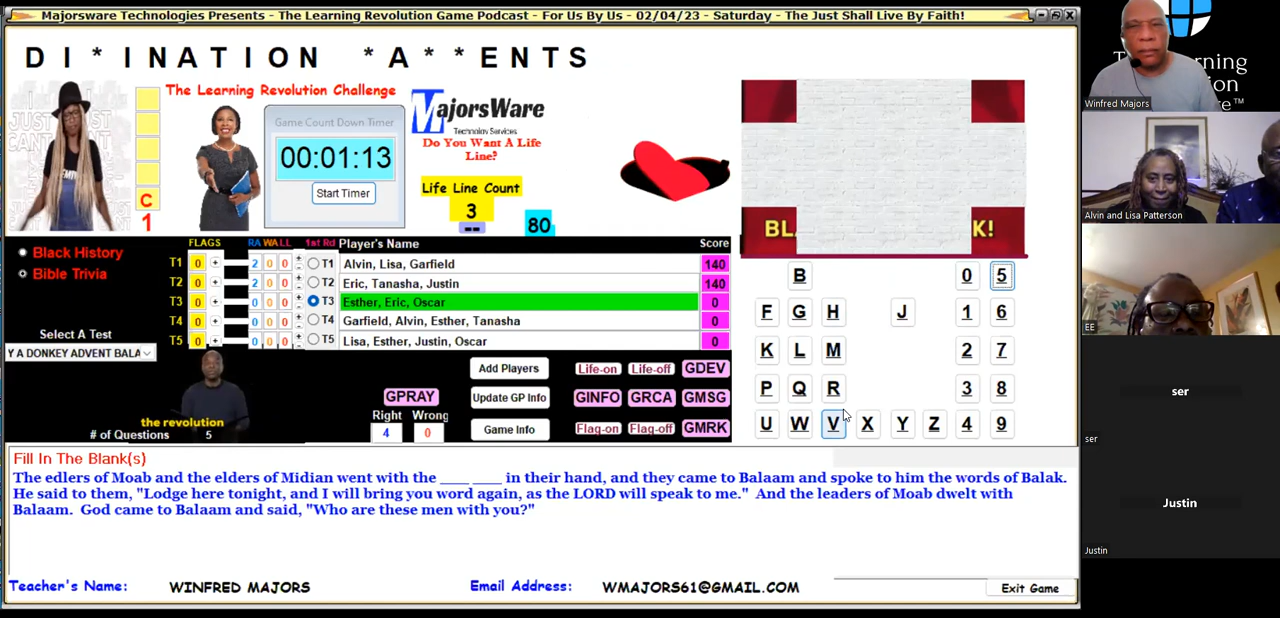 Majorsware Technologies Presents - The Learning Revolution Game Podcast - For Us By Us - 02/04/23 - Saturday - The Just Shall Live By Faith!
D I * I N A T I O N * A * * E N T S
The Learning Revolution Challenge
Game Count Down Timer
00:01:13
Start Timer
MajorsWare
Technology Services
Do You Want A Life
Line?
Life Line Count
3
--
80
C
1
BL
K!
Black History
Bible Trivia
FLAGS RA WA LL 1st Rd Player's Name Score
T1 0 + 2 0 0 T1 Alvin, Lisa, Garfield 140
T2 0 + 2 0 0 T2 Eric, Tanasha, Justin 140
T3 0 + 0 0 0 T3 Esther, Eric, Oscar 0
T4 0 + 0 0 0 T4 Garfield, Alvin, Esther, Tanasha 0
T5 0 + 0 0 0 T5 Lisa, Esther, Justin, Oscar 0
Select A Test
Y A DONKEY ADVENT BALA
the revolution
# of Questions 5
GPRAY
Right Wrong
4 0
Add Players Life-on Life-off GDEV
Update GP Info GINFO GRCA GMSG
Game Info Flag-on Flag-off GMRK
B 0 5
F G H J 1 6
K L M 2 7
P Q R 3 8
U W V X Y Z 4 9
Fill In The Blank(s)
The edlers of Moab and the elders of Midian went with the ____ ____ in their hand, and they came to Balaam and spoke to him the words of Balak.
He said to them, "Lodge here tonight, and I will bring you word again, as the LORD will speak to me." And the leaders of Moab dwelt with
Balaam. God came to Balaam and said, "Who are these men with you?"
Teacher's Name: WINFRED MAJORS Email Address: WMAJORS61@GMAIL.COM Exit Game
Winfred Majors
Alvin and Lisa Patterson
EE
ser
ser
Justin
Justin